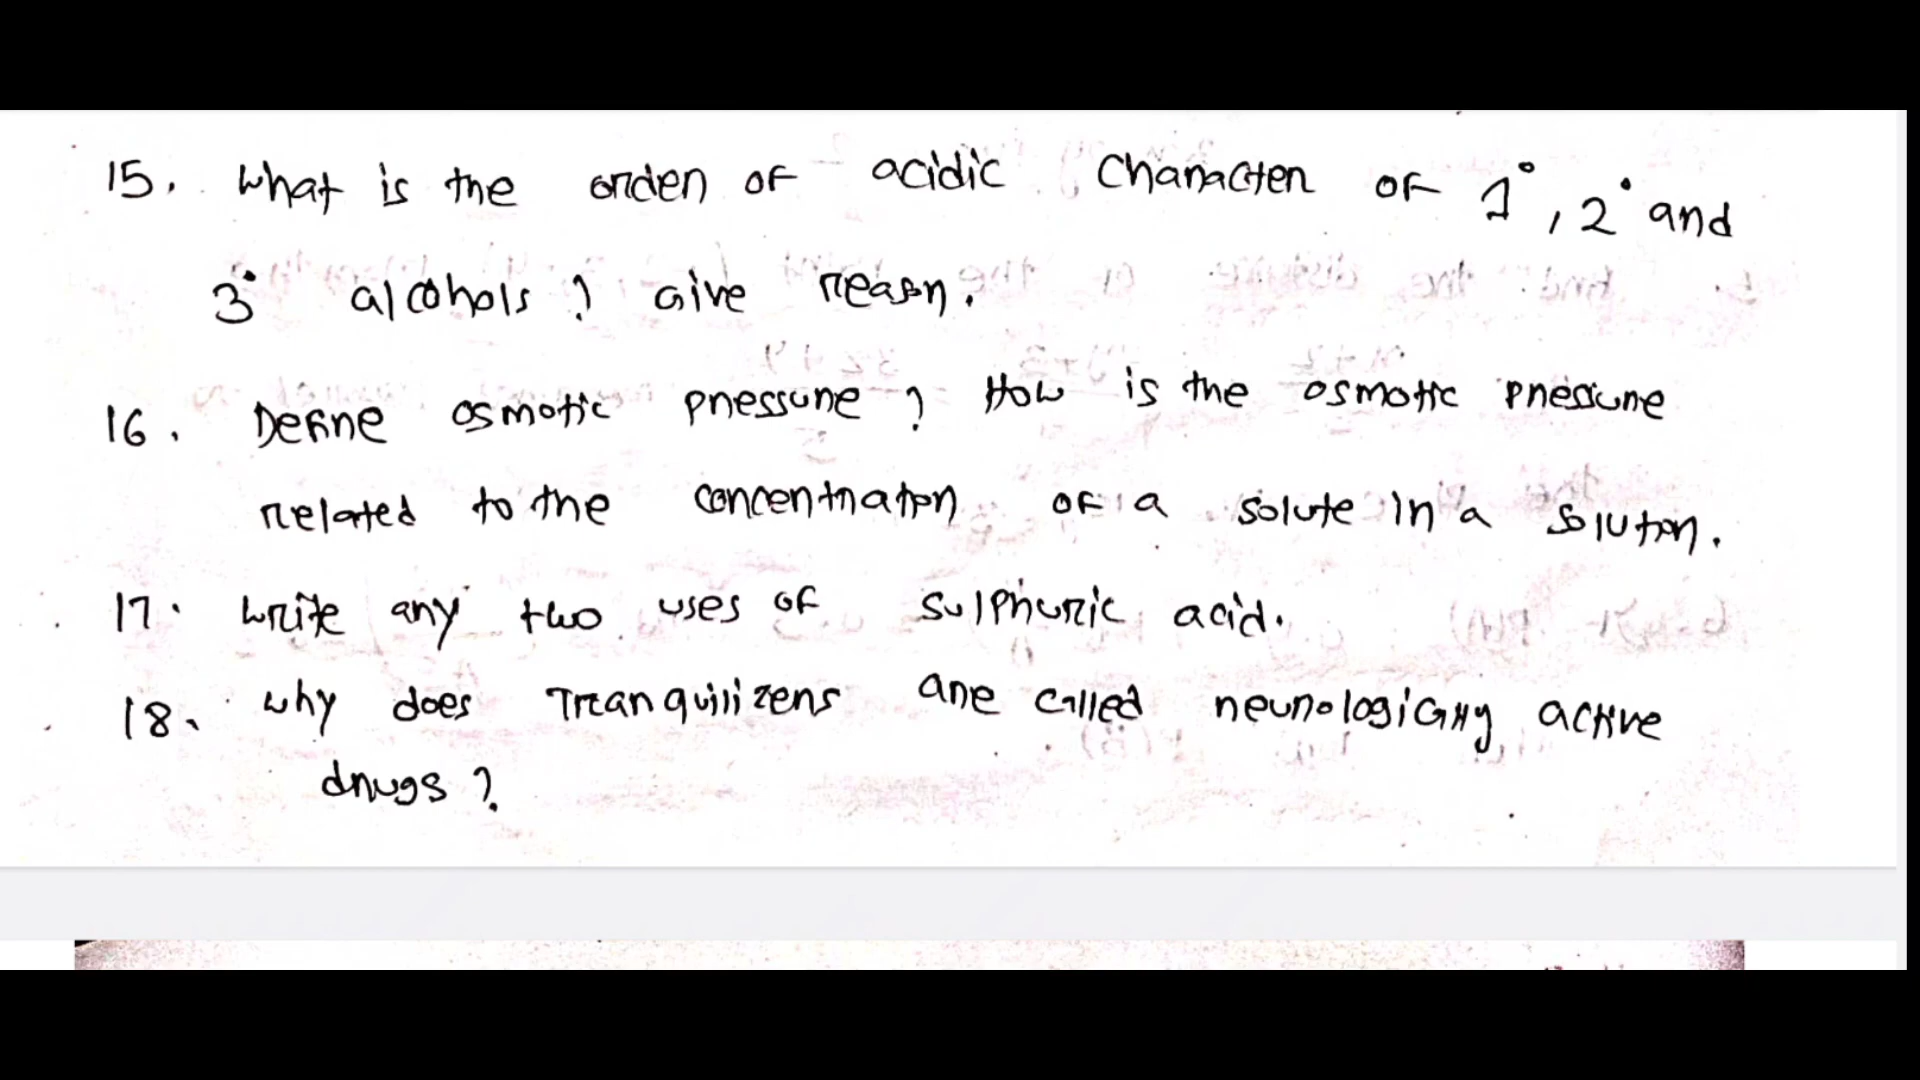 15. What is the order of acidic Character of 1°, 2° and
3° alcohols? Give reason.
16. Define osmotic pressure? How is the osmotic pressure
related to the concentration of a solute in a solution.
17. Write any two uses of sulphuric acid.
18. Why does Tranquilizers are called neurologically active
drugs?